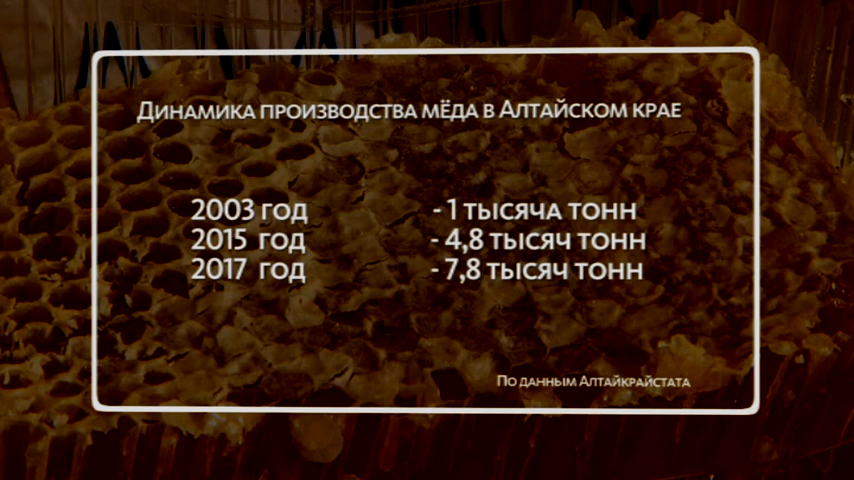 Динамика производства мёда в Алтайском крае
2003 год - 1 тысяча тонн
2015 год - 4,8 тысяч тонн
2017 год - 7,8 тысяч тонн
По данным Алтайкрайстата